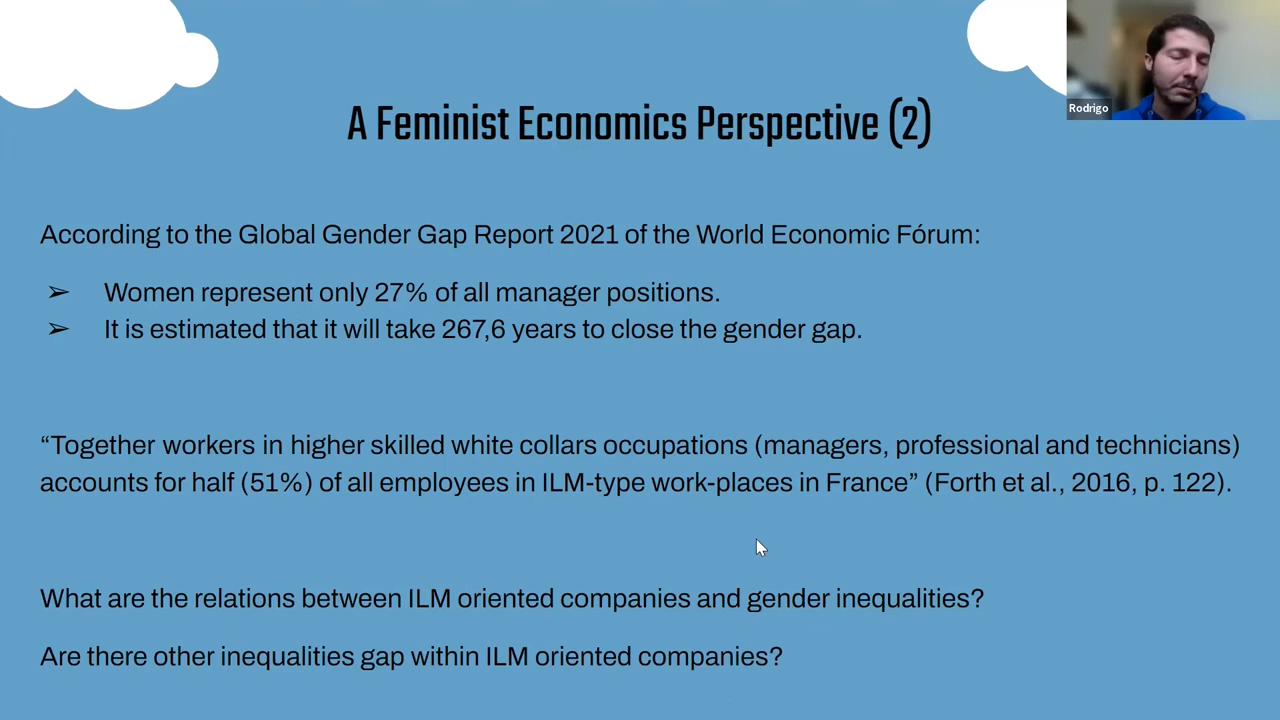 Rodrigo
A Feminist Economics Perspective (2)
According to the Global Gender Gap Report 2021 of the World Economic Fórum:
➢ Women represent only 27% of all manager positions.
➢ It is estimated that it will take 267,6 years to close the gender gap.
“Together workers in higher skilled white collars occupations (managers, professional and technicians)
accounts for half (51%) of all employees in ILM-type work-places in France” (Forth et al., 2016, p. 122).
What are the relations between ILM oriented companies and gender inequalities?
Are there other inequalities gap within ILM oriented companies?